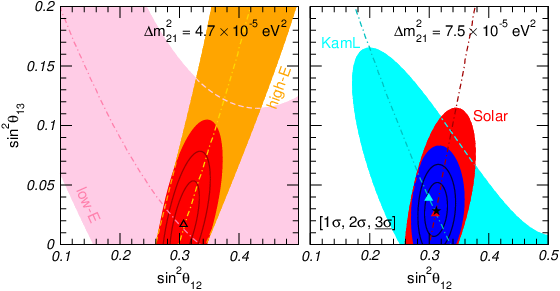 Δm²₂₁ = 4.7 × 10⁻⁵ eV²
Δm²₂₁ = 7.5 × 10⁻⁵ eV²
0.2
0.15
0.1
0.05
0
sin²θ₁₃
high-E
low-E
KamL
Solar
[1σ, 2σ, 3σ]
0.1
0.2
0.3
0.4
0.1
0.2
0.3
0.4
0.5
sin²θ₁₂
sin²θ₁₂